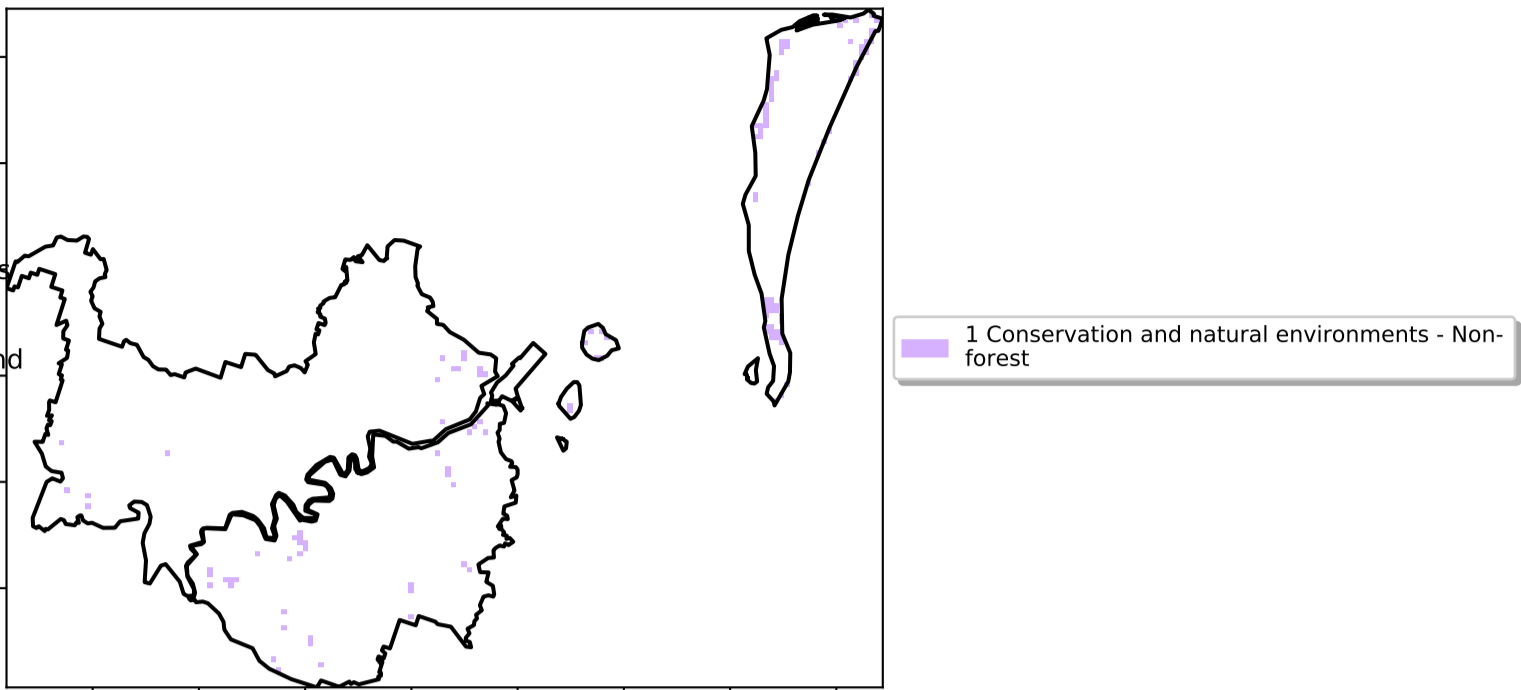 1 Conservation and natural environments - Non-
forest